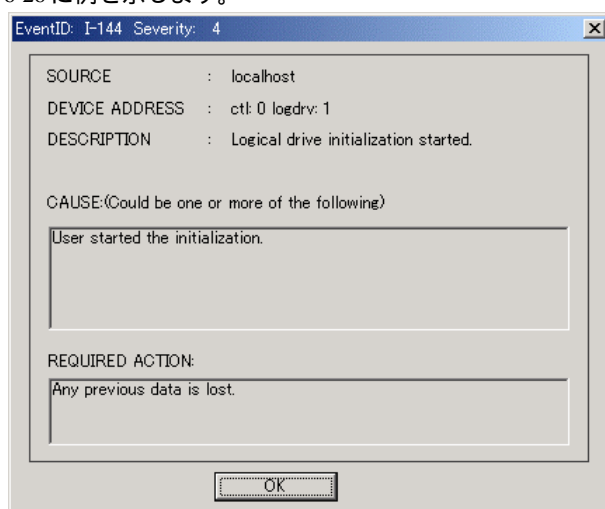 EventID: I-144 Severity: 4
SOURCE : localhost
DEVICE ADDRESS : ctl: 0 logdrv: 1
DESCRIPTION : Logical drive initialization started.
CAUSE:(Could be one or more of the following)
User started the initialization.
REQUIRED ACTION:
Any previous data is lost.
OK